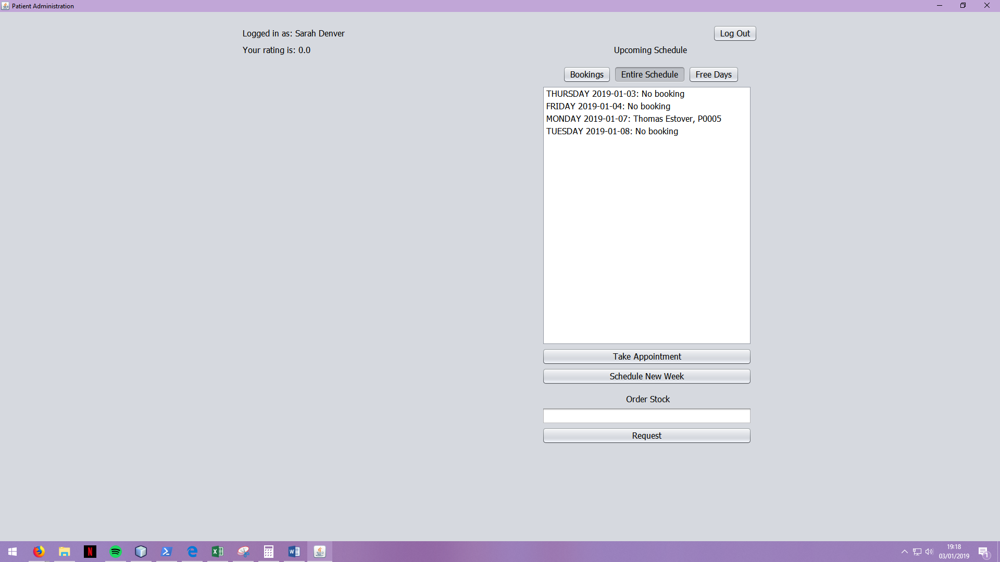 Patient Administration
Logged in as: Sarah Denver
Log Out
Your rating is: 0.0
Upcoming Schedule
Bookings
Entire Schedule
Free Days
THURSDAY 2019-01-03: No booking
FRIDAY 2019-01-04: No booking
MONDAY 2019-01-07: Thomas Estover, P0005
TUESDAY 2019-01-08: No booking
Take Appointment
Schedule New Week
Order Stock
Request
19:18
03/01/2019
1